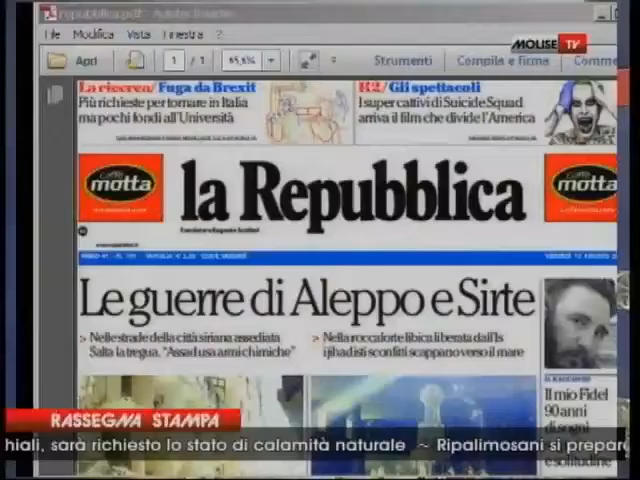 repubblica.pdf - Adobe Reader
File Modifica Vista Finestra ?
MOLISE TV
Apri 1 / 1 65,6% Strumenti Compila e firma Comme
La ricerca/ Fuga da Brexit
Più richieste per tornare in Italia
ma pochi fondi all'Università
R2/ Gli spettacoli
I super cattivi di Suicide Squad
arriva il film che divide l'America
Caffè
motta
la Repubblica
Fondatore Eugenio Scalfari
Caffè
motta
Le guerre di Aleppo e Sirte
> Nelle strade della città siriana assediata
Salta la tregua. "Assad usa armi chimiche"
> Nella roccaforte libica liberata dall'Is
i jihadisti sconfitti scappano verso il mare
Il mio Fidel
90 anni
di sogni
e solitudine
RASSEGNA STAMPA
hiali, sarà richiesto lo stato di calamità naturale ~ Ripalimosani si prepar